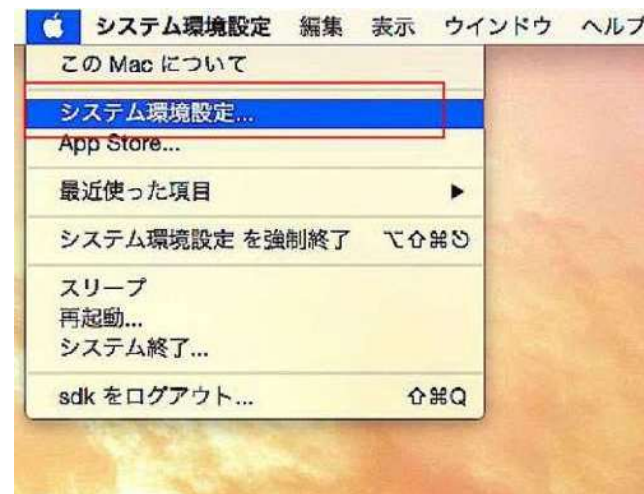 システム環境設定 編集 表示 ウインドウ ヘルプ
この Mac について
システム環境設定...
App Store...
最近使った項目 ▶
システム環境設定 を強制終了 ⌥⇧⌘⎋
スリープ
再起動...
システム終了...
sdk をログアウト... ⇧⌘Q